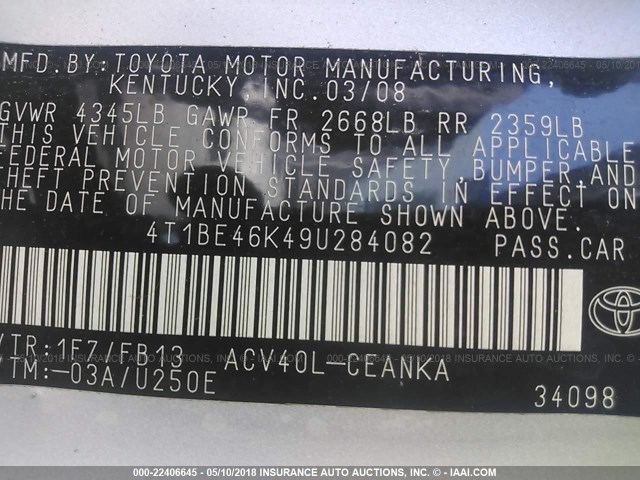 MFD. BY: TOYOTA MOTOR MANUFACTURING,
KENTUCKY, INC. 03/08
GVWR 4345LB GAWR FR 2668LB RR 2359LB
THIS VEHICLE CONFORMS TO ALL APPLICABLE
FEDERAL MOTOR VEHICLE SAFETY, BUMPER AND
THEFT PREVENTION STANDARDS IN EFFECT ON
THE DATE OF MANUFACTURE SHOWN ABOVE.
4T1BE46K49U284082 PASS.CAR
/TR:1F7/FB13 ACV40L-CEANKA
/TM:-03A/U250E
34098
000-22406645 - 05/10/2018 INSURANCE AUTO AUCTIONS INC. - © - IAAI.COM